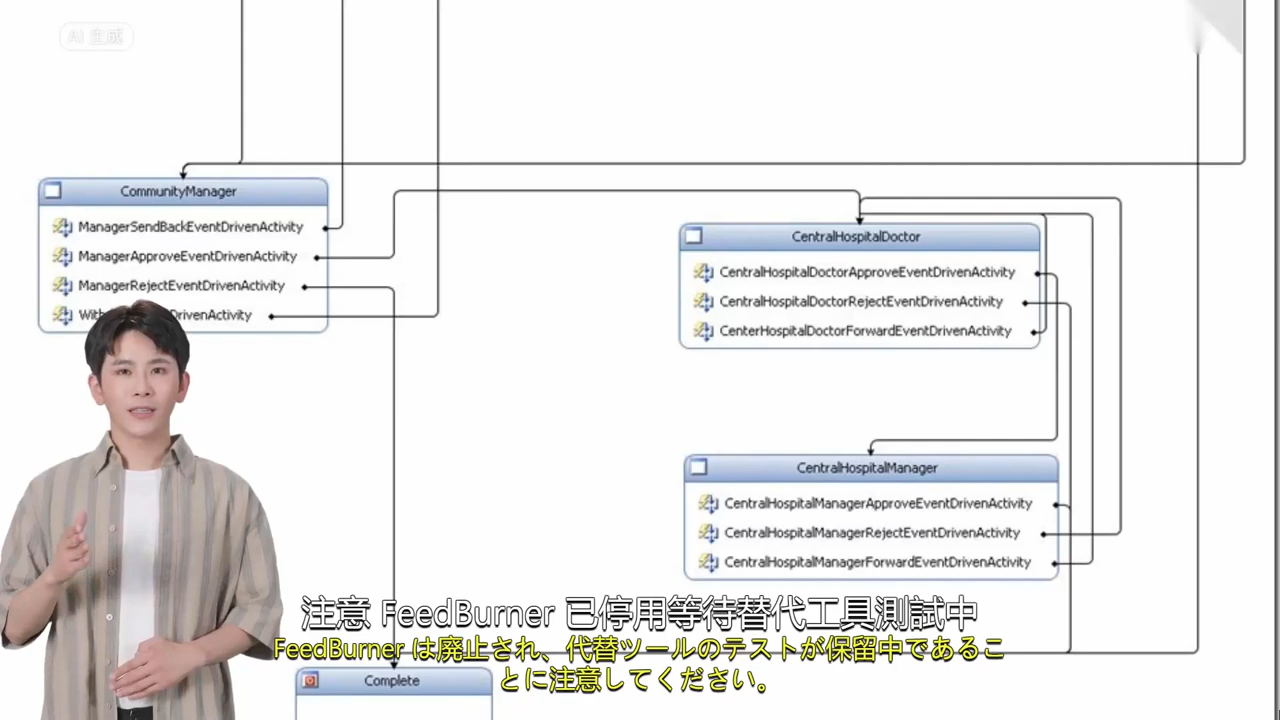 AI 生成
CommunityManager
ManagerSendBackEventDrivenActivity
ManagerApproveEventDrivenActivity
ManagerRejectEventDrivenActivity
DrivenActivity
CentralHospitalDoctor
CentralHospitalDoctorApproveEventDrivenActivity
CentralHospitalDoctorRejectEventDrivenActivity
CenterHospitalDoctorForwardEventDrivenActivity
CentralHospitalManager
CentralHospitalManagerApproveEventDrivenActivity
CentralHospitalManagerRejectEventDrivenActivity
CentralHospitalManagerForwardEventDrivenActivity
注意 FeedBurner 已停用等待替代工具測試中
FeedBurner は廃止され、代替ツールのテストが保留中であるこ
とに注意してください。
Complete